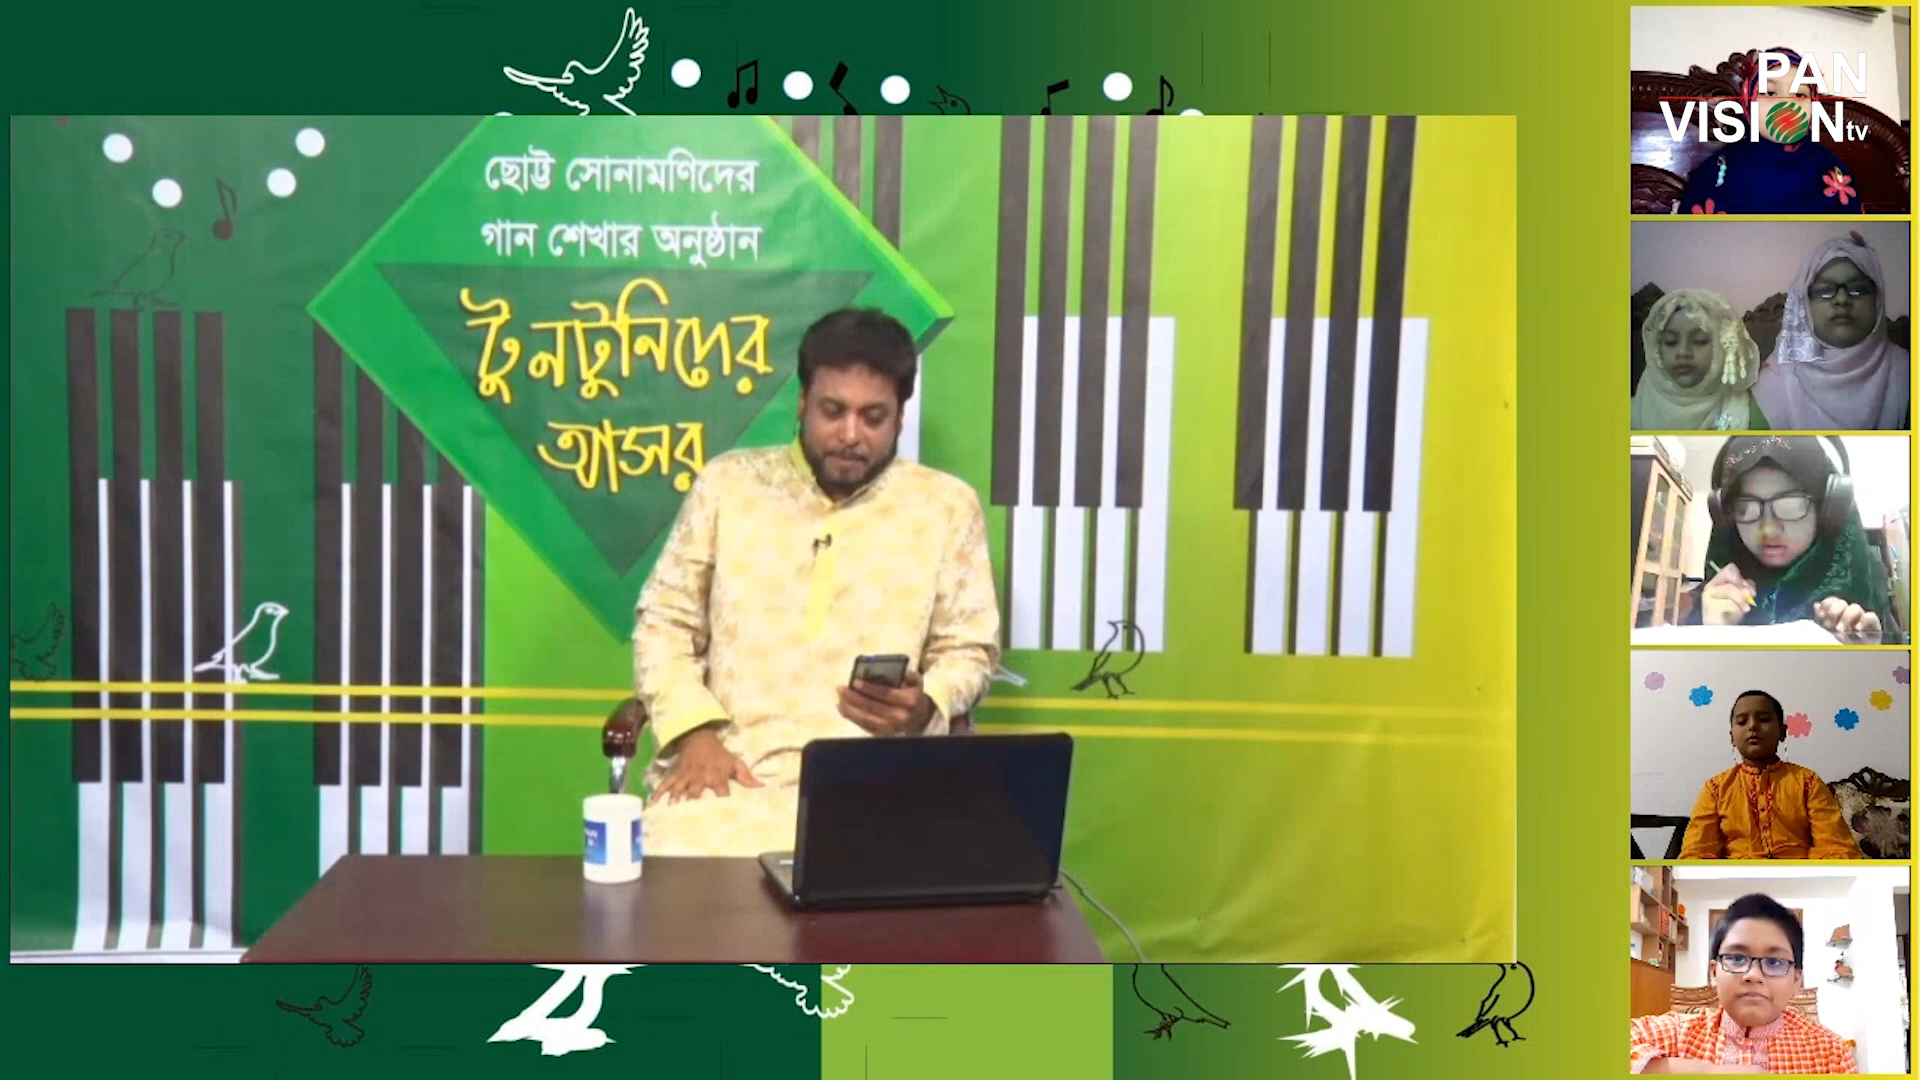 ছোট্ট সোনামণিদের
গান শেখার অনুষ্ঠান
টুনটুনিদের
আসর
PAN
VISION tv